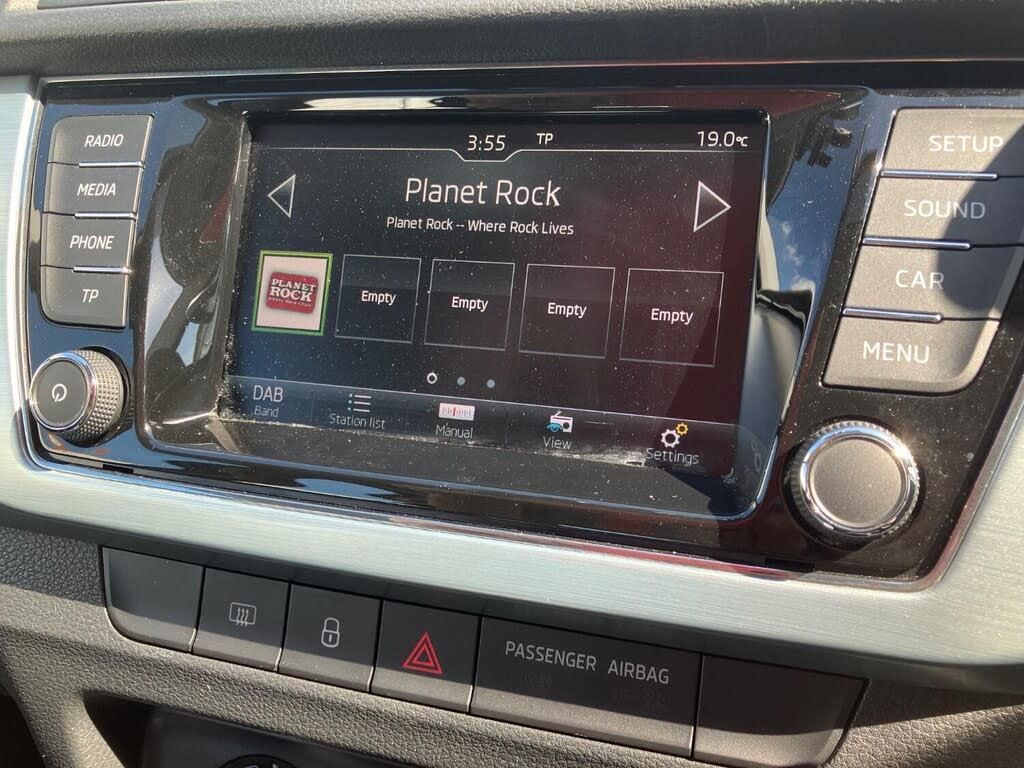 RADIO
MEDIA
PHONE
TP
3:55 TP 19.0°C
Planet Rock
Planet Rock -- Where Rock Lives
PLANET
ROCK
Empty Empty Empty Empty
DAB
Band
Station list
Manual
View
Settings
SETUP
SOUND
CAR
MENU
PASSENGER AIRBAG